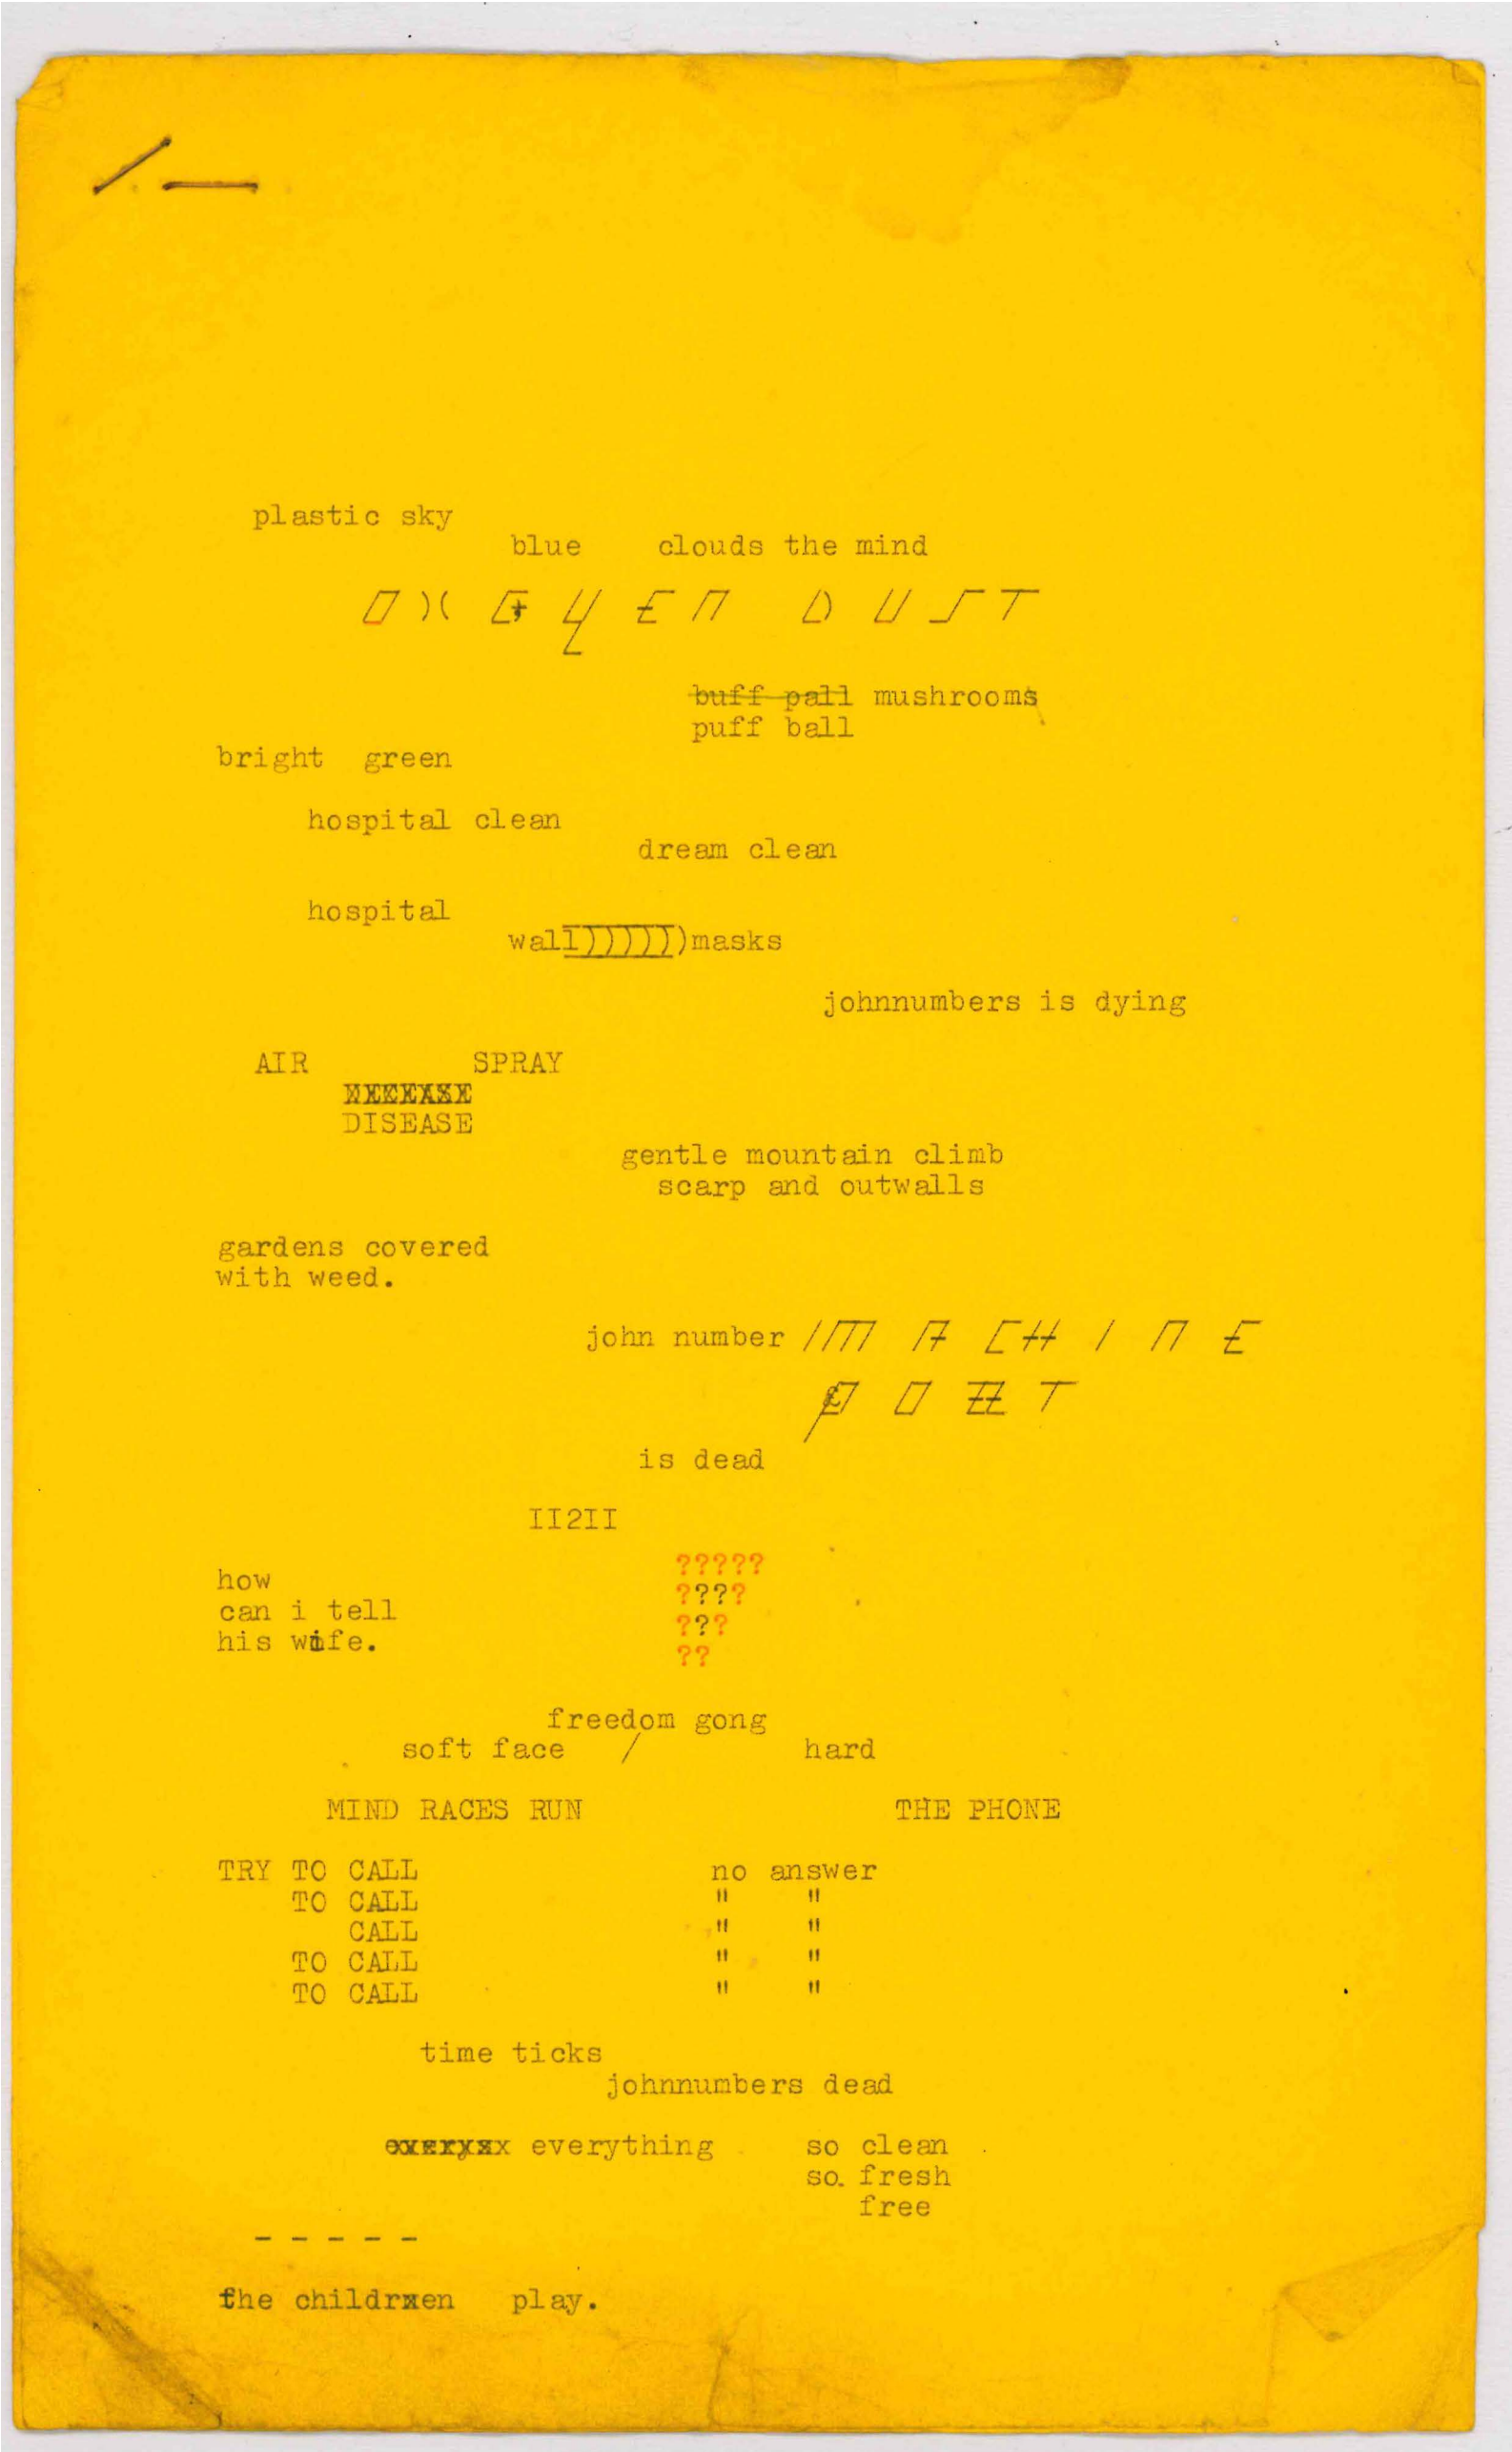 plastic sky
blue clouds the mind
OXGYEN DUST
buff pall mushrooms
puff ball
bright green
hospital clean
dream clean
hospital
wall))))))masks
johnnumbers is dying
AIR SPRAY
DISEASE
gentle mountain climb
scarp and outwalls
gardens covered
with weed.
john number /MACHINE
is dead
II2II
?????
how ????
can i tell ???
his wife. ??
freedom gong
soft face / hard
MIND RACES RUN THE PHONE
TRY TO CALL no answer
TO CALL " "
CALL " "
TO CALL " "
TO CALL " "
time ticks
johnnumbers dead
everything so clean
so. fresh
free
- - - - -
the childrxen play.